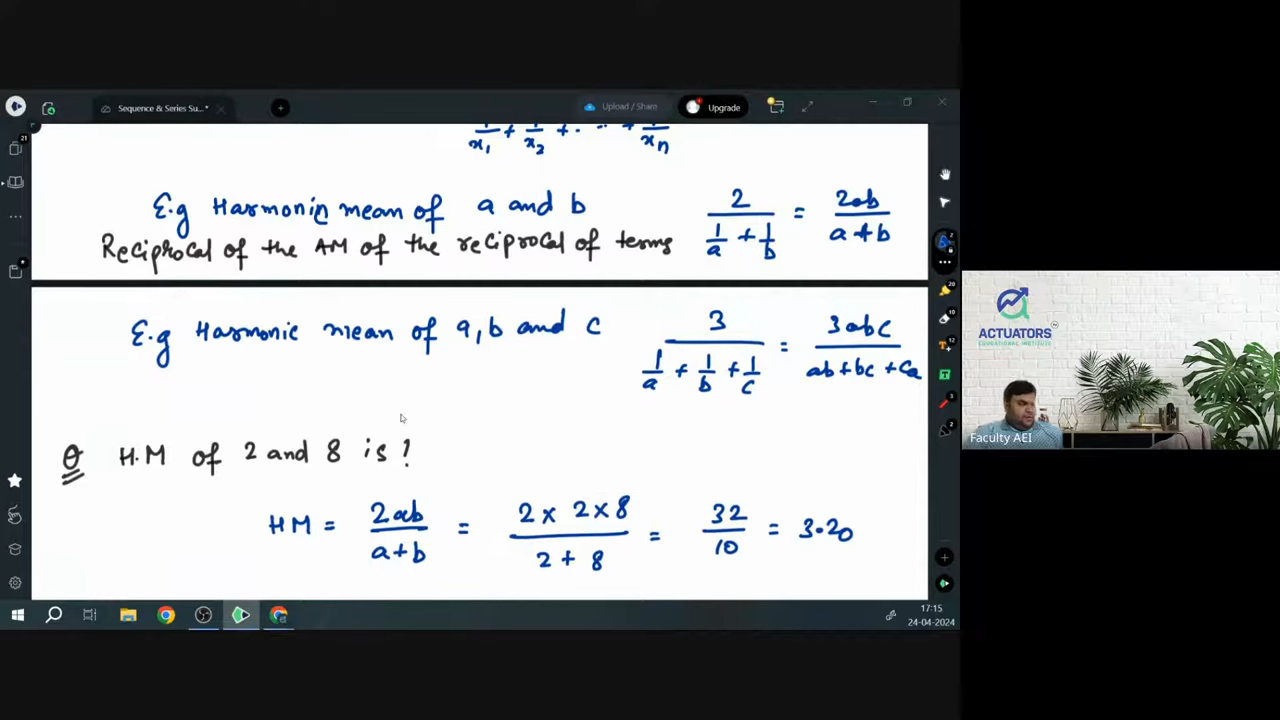 Sequence & Series Su...*
Upload / Share
Upgrade
1/x₁ + 1/x₂ + ... + 1/xₙ
E.g Harmonic mean of a and b 2/(1/a + 1/b) = 2ab/(a+b)
Reciprocal of the AM of the reciprocal of terms
E.g Harmonic mean of a, b and c 3/(1/a + 1/b + 1/c) = 3abc/(ab+bc+ca)
Q H.M of 2 and 8 is?
HM = 2ab/(a+b) = (2 x 2 x 8)/(2 + 8) = 32/10 = 3.20
ACTUATORS
EDUCATIONAL INSTITUTE
Faculty AEI
17:15
24-04-2024